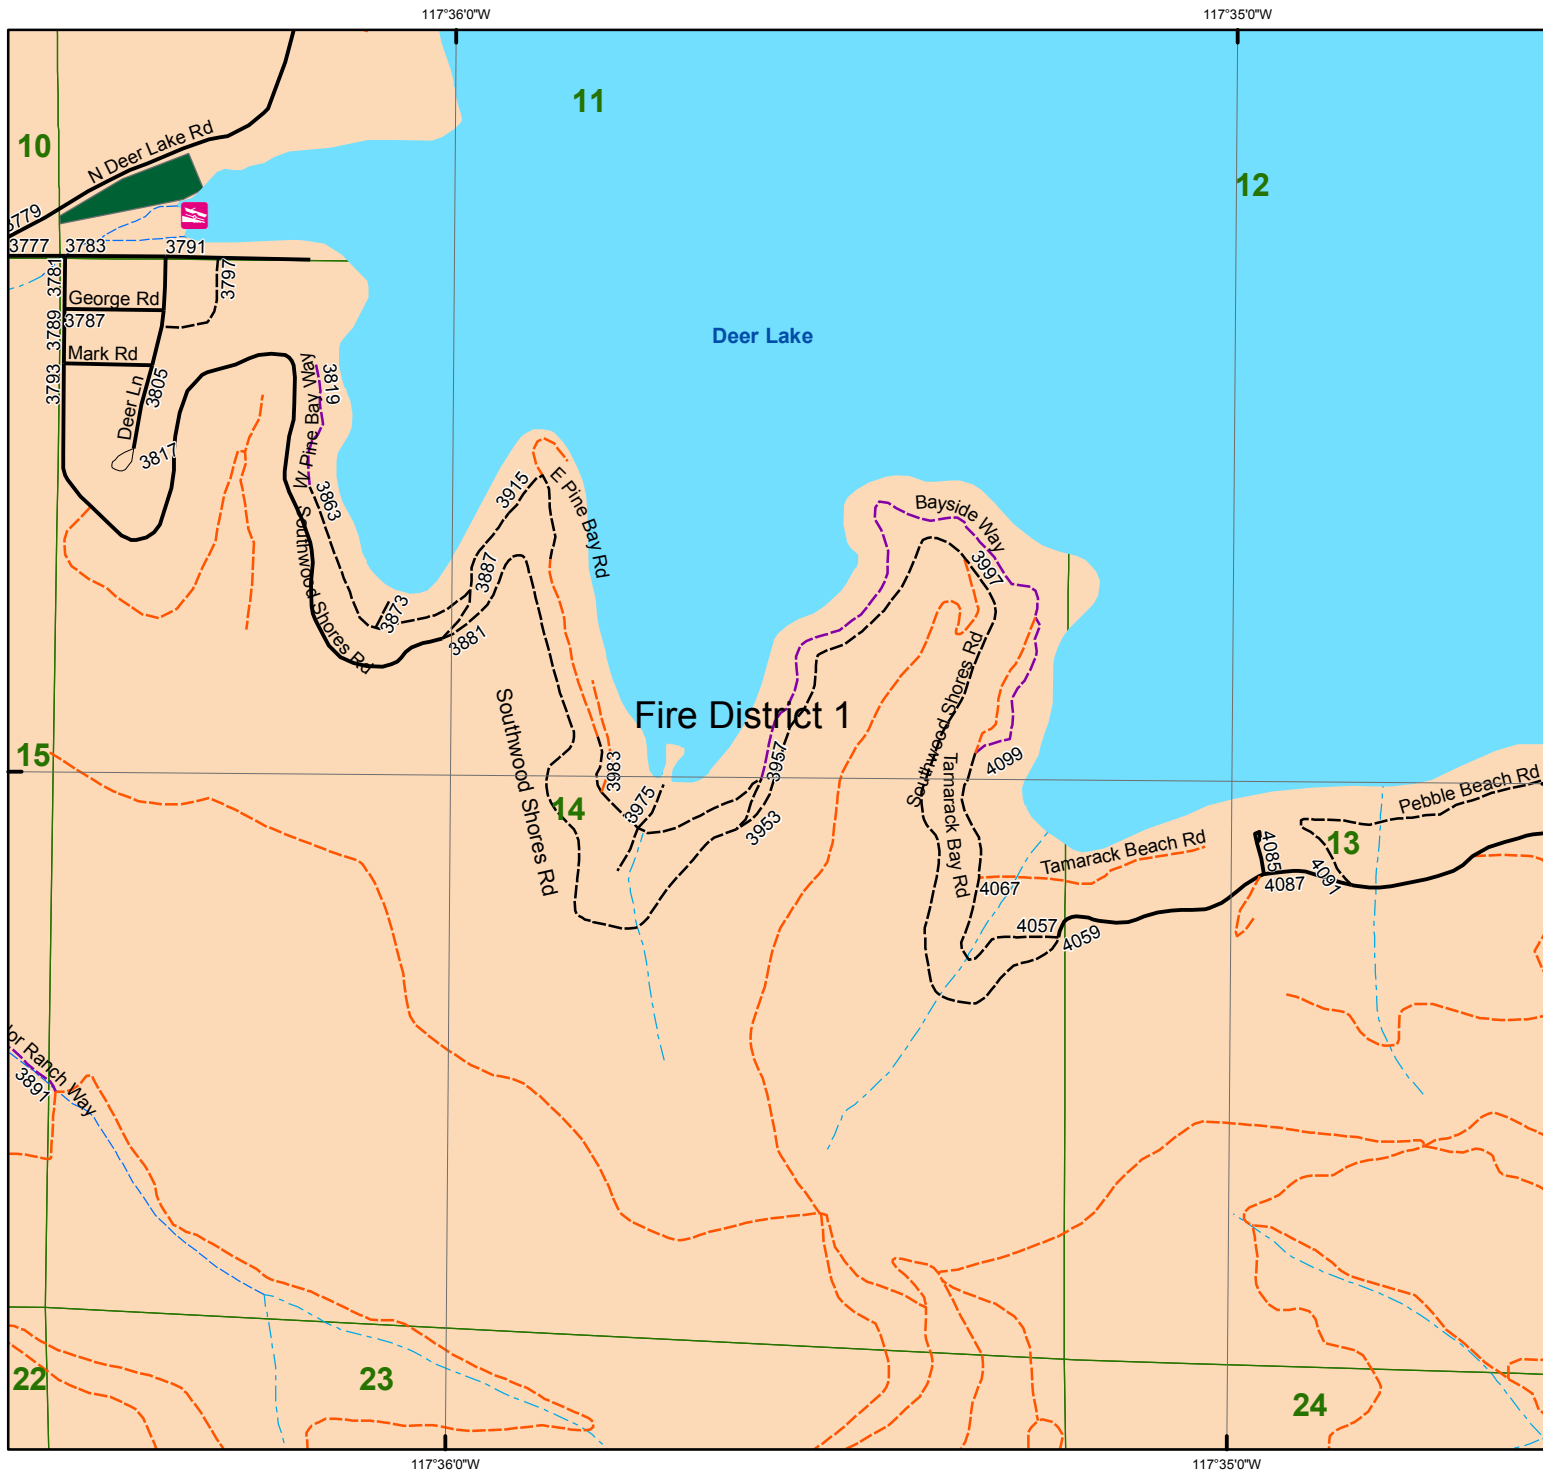 117°36'0"W
117°35'0"W
11
10
N Deer Lake Rd
12
3779
3777
3783
3791
3781
3797
George Rd
3787
3789
Deer Lake
Mark Rd
3793
3805
Deer Ln
W Pine Bay Way
3819
3817
3863
3915
E Pine Bay Rd
Bayside Way
Southwood Shores Rd
3887
3997
3873
3881
Southwood Shores Rd
Southwood Shores Rd
Fire District 1
15
3983
3957
4099
3975
14
3953
Tamarack Bay Rd
Pebble Beach Rd
Tamarack Beach Rd
4085
13
4067
4087
4091
4057
4059
lor Ranch Way
3891
22
23
24
117°36'0"W
117°35'0"W